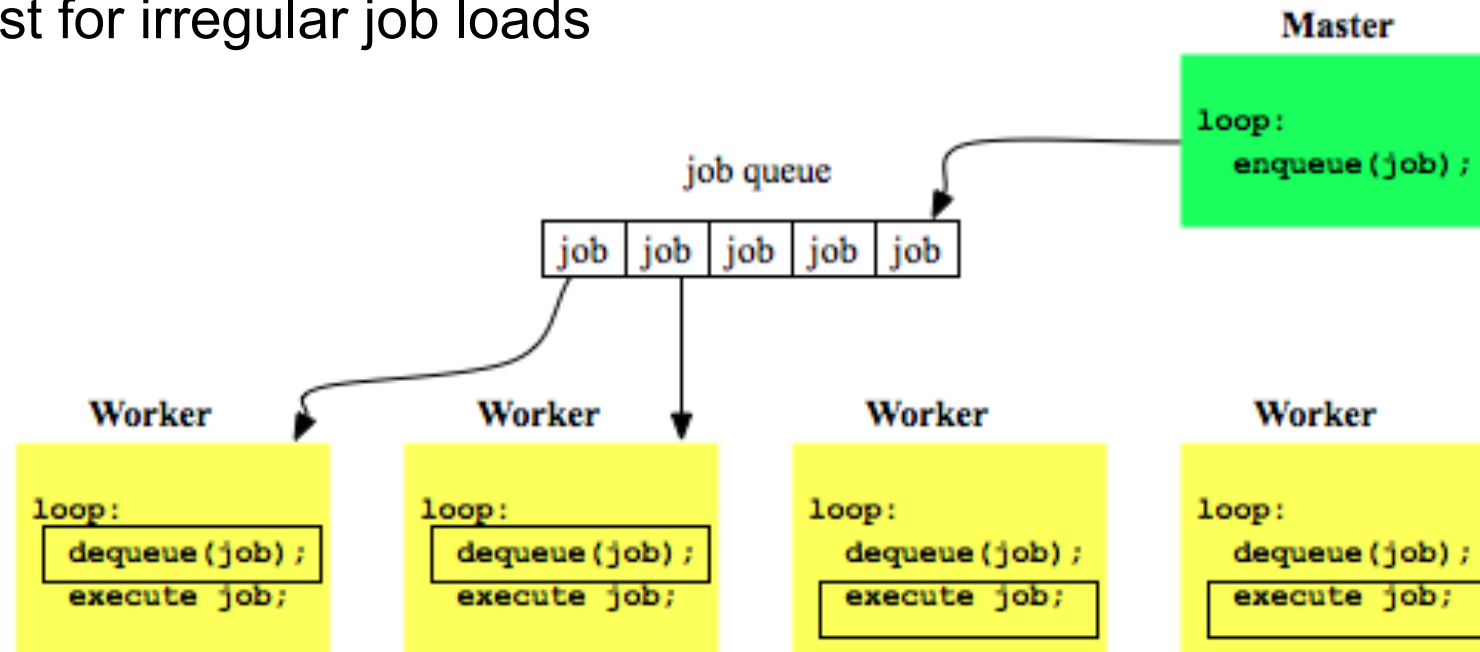 st for irregular job loads
Master
loop:
enqueue(job);
job queue
job job job job job
Worker Worker Worker Worker
loop: loop: loop: loop:
dequeue(job); dequeue(job); dequeue(job); dequeue(job);
execute job; execute job; execute job; execute job;